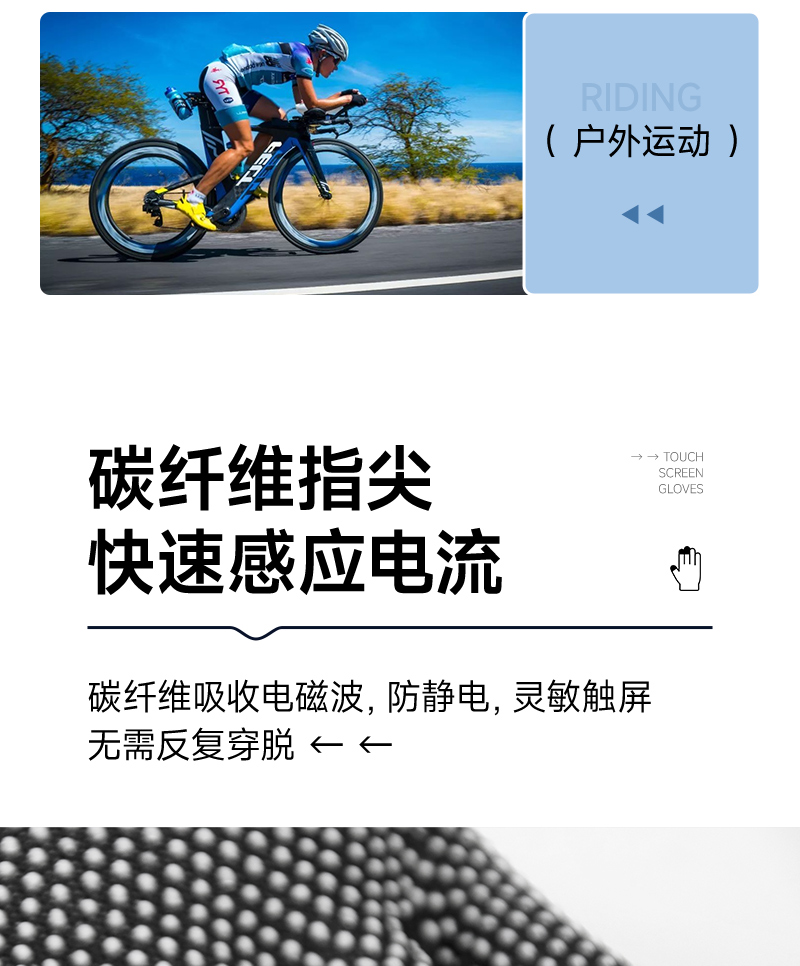 RIDING
( 户外运动 )
碳纤维指尖
快速感应电流
→→ TOUCH
SCREEN
GLOVES
碳纤维吸收电磁波, 防静电, 灵敏触屏
无需反复穿脱 ← ←